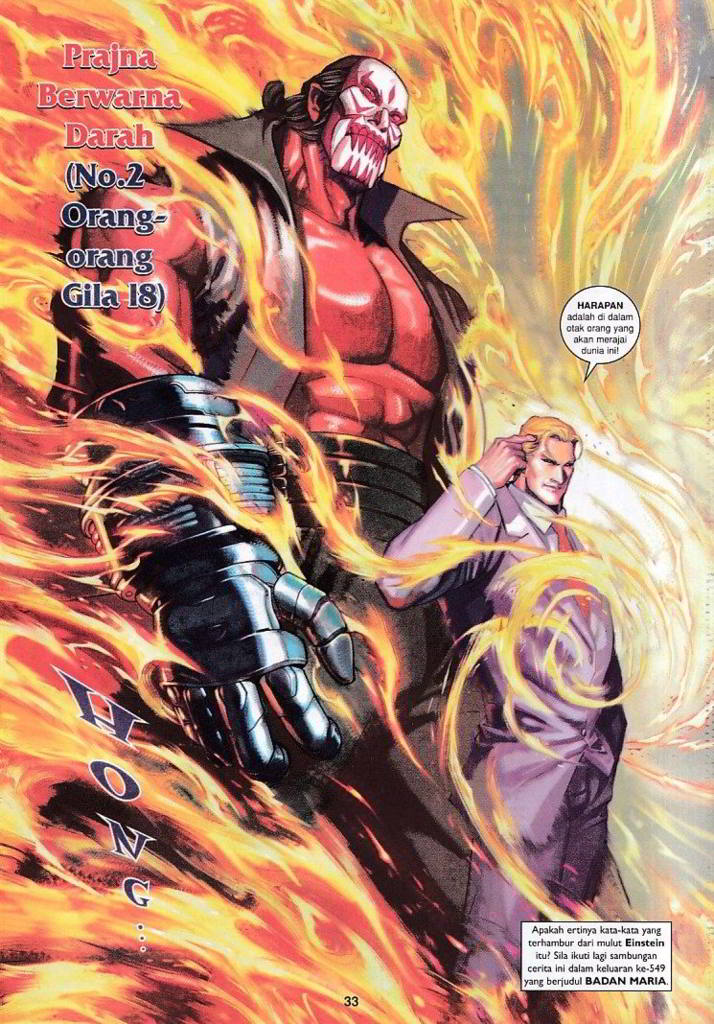 Prajna
Berwarna
Darah
(No.2
Orang-
orang
Gila 18)
HARAPAN
adalah di dalam
otak orang yang
akan merajai
dunia ini!
HONG...
Apakah ertinya kata-kata yang
terhambur dari mulut Einstein
itu? Sila ikuti lagi sambungan
cerita ini dalam keluaran ke-549
yang berjudul BADAN MARIA.
33